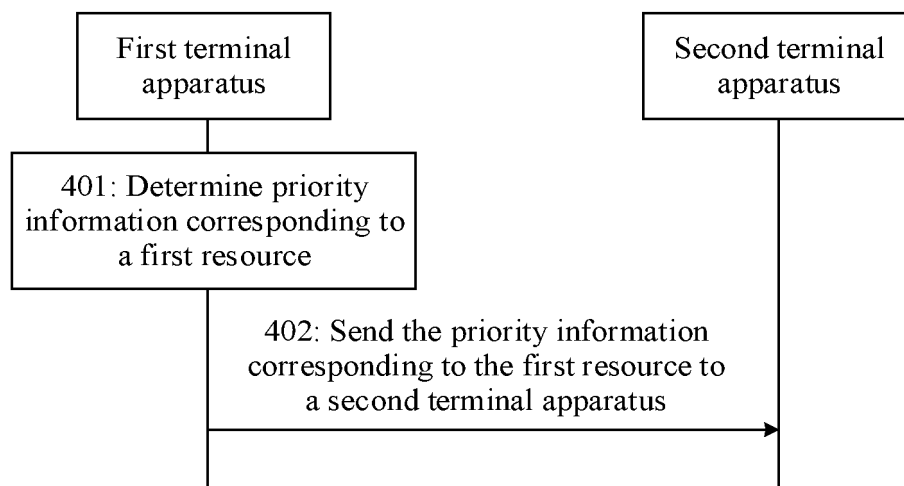 First terminal
apparatus
Second terminal
apparatus
401: Determine priority
information corresponding to
a first resource
402: Send the priority information
corresponding to the first resource to
a second terminal apparatus